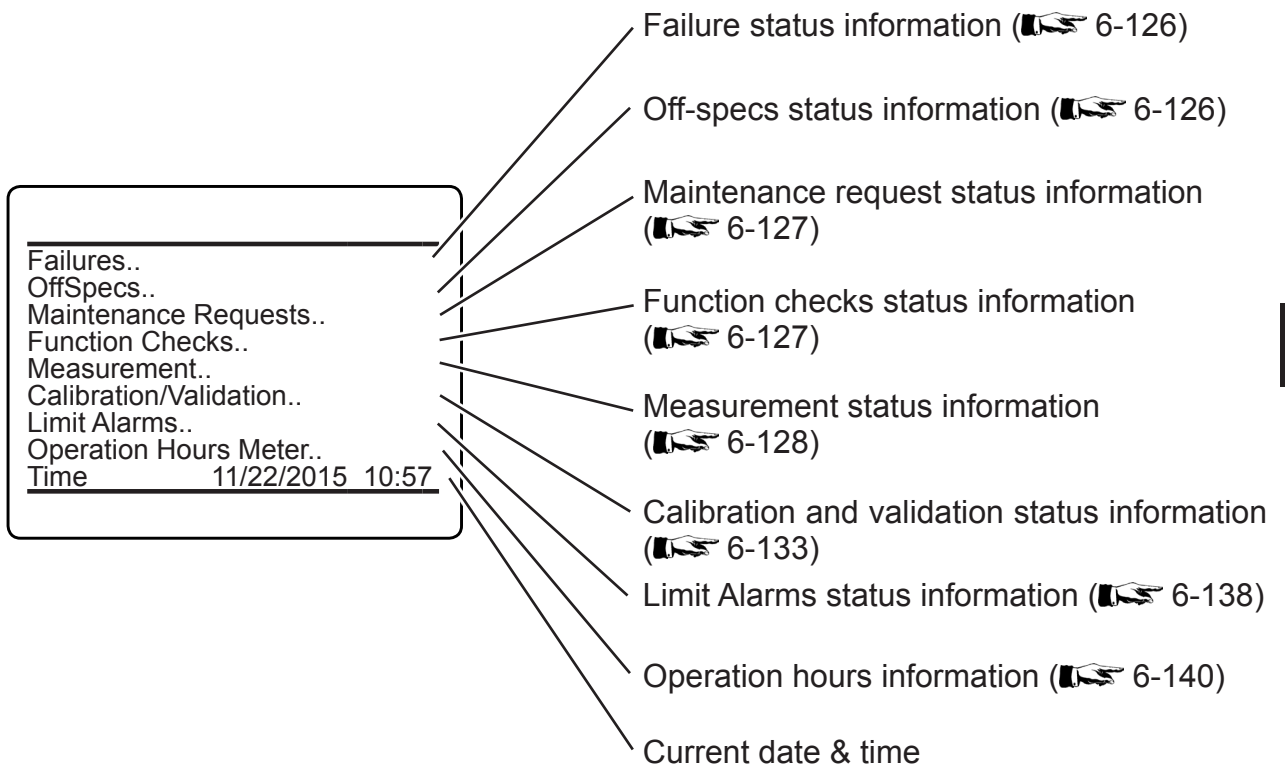 Failure status information (6-126)
Off-specs status information (6-126)
Maintenance request status information
(6-127)
Function checks status information
(6-127)
Measurement status information
(6-128)
Calibration and validation status information
(6-133)
Limit Alarms status information (6-138)
Operation hours information (6-140)
Current date & time
Failures..
OffSpecs..
Maintenance Requests..
Function Checks..
Measurement..
Calibration/Validation..
Limit Alarms..
Operation Hours Meter..
Time 11/22/2015 10:57